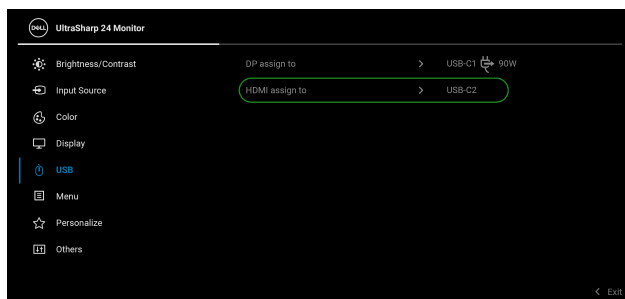 DELL UltraSharp 24 Monitor
Brightness/Contrast
DP assign to > USB-C1 90W
Input Source
HDMI assign to > USB-C2
Color
Display
USB
Menu
Personalize
Others
< Exit